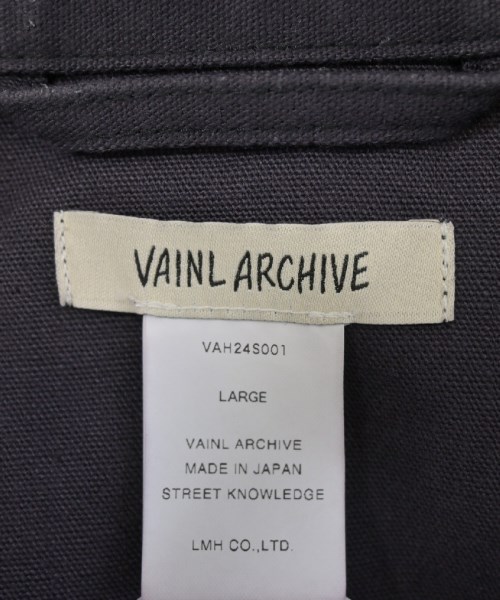 VAINL ARCHIVE
VAH24S001
LARGE
VAINL ARCHIVE
MADE IN JAPAN
STREET KNOWLEDGE
LMH CO.,LTD.